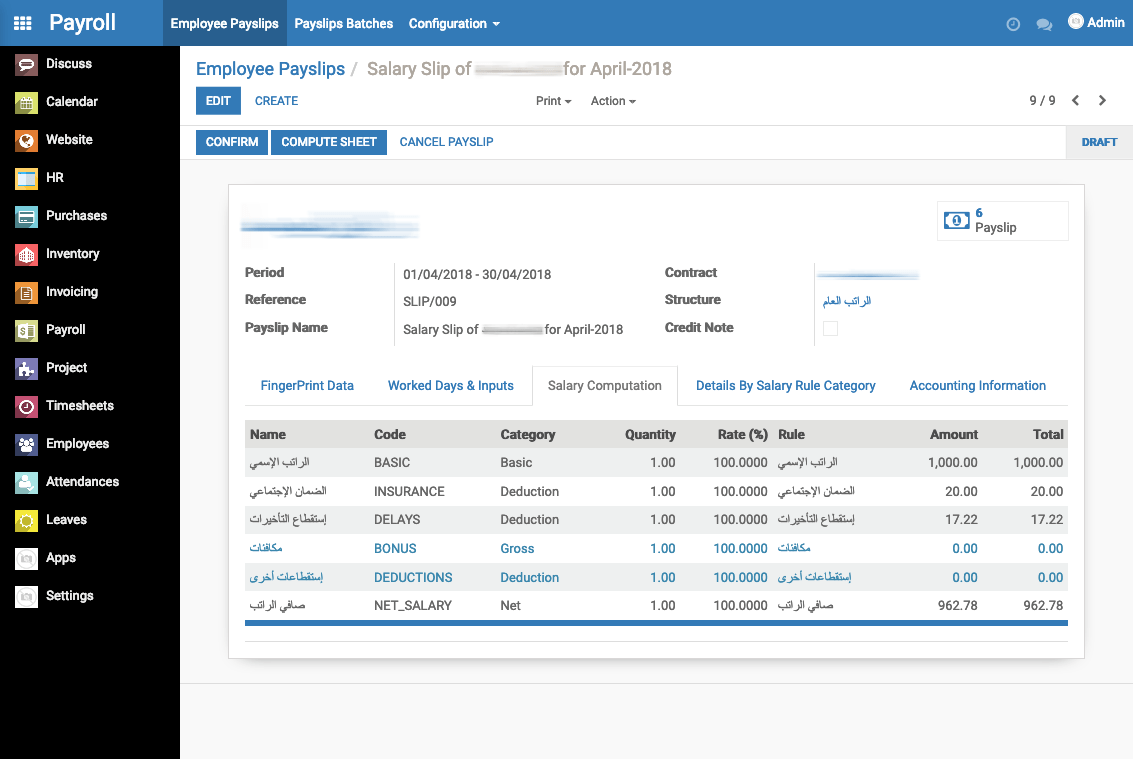 Payroll
Employee Payslips Payslips Batches Configuration
Admin
Discuss
Calendar
Website
HR
Purchases
Inventory
Invoicing
Payroll
Project
Timesheets
Employees
Attendances
Leaves
Apps
Settings
Employee Payslips / Salary Slip of for April-2018
EDIT CREATE Print Action 9 / 9
CONFIRM COMPUTE SHEET CANCEL PAYSLIP DRAFT
6
Payslip
Period 01/04/2018 - 30/04/2018 Contract
Reference SLIP/009 Structure الراتب العام
Payslip Name Salary Slip of for April-2018 Credit Note
FingerPrint Data Worked Days & Inputs Salary Computation Details By Salary Rule Category Accounting Information
Name Code Category Quantity Rate (%) Rule Amount Total
الراتب الإسمي BASIC Basic 1.00 100.0000 الراتب الإسمي 1,000.00 1,000.00
الضمان الإجتماعي INSURANCE Deduction 1.00 100.0000 الضمان الإجتماعي 20.00 20.00
إستقطاع التأخيرات DELAYS Deduction 1.00 100.0000 إستقطاع التأخيرات 17.22 17.22
مكافئات BONUS Gross 1.00 100.0000 مكافئات 0.00 0.00
إستقطاعات أخرى DEDUCTIONS Deduction 1.00 100.0000 إستقطاعات أخرى 0.00 0.00
صافي الراتب NET_SALARY Net 1.00 100.0000 صافي الراتب 962.78 962.78